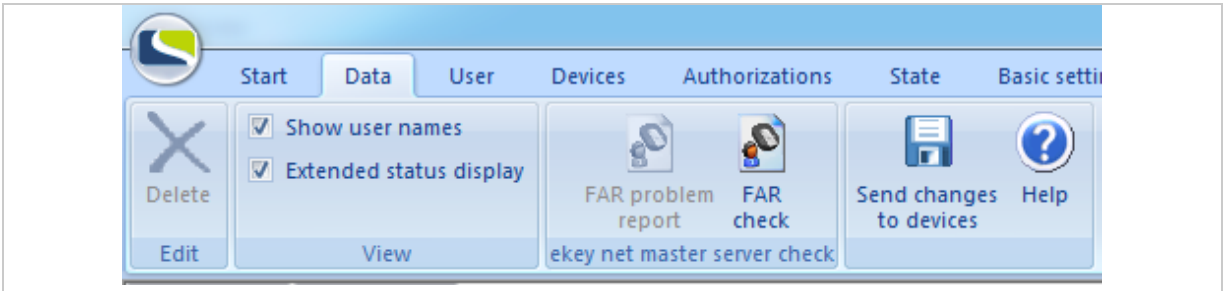 Start Data User Devices Authorizations State Basic setti
Show user names
Extended status display
Delete
FAR problem
report
FAR
check
Send changes
to devices
Help
Edit View ekey net master server check